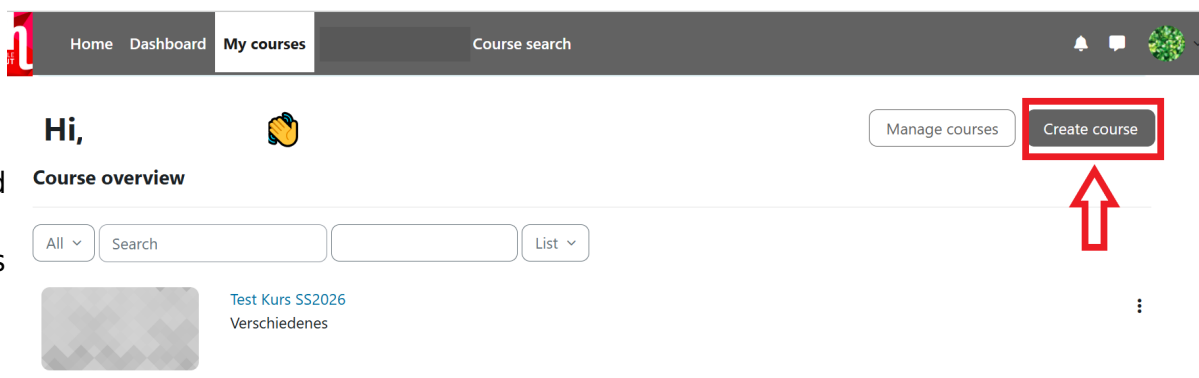 Home Dashboard My courses Course search
Hi,
Manage courses Create course
Course overview
All Search List
Test Kurs SS2026
Verschiedenes